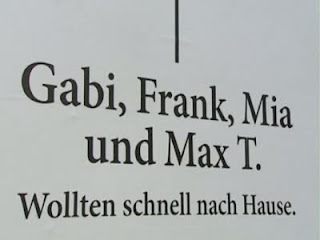 Gabi, Frank, Mia
und Max T.
Wollten schnell nach Hause.